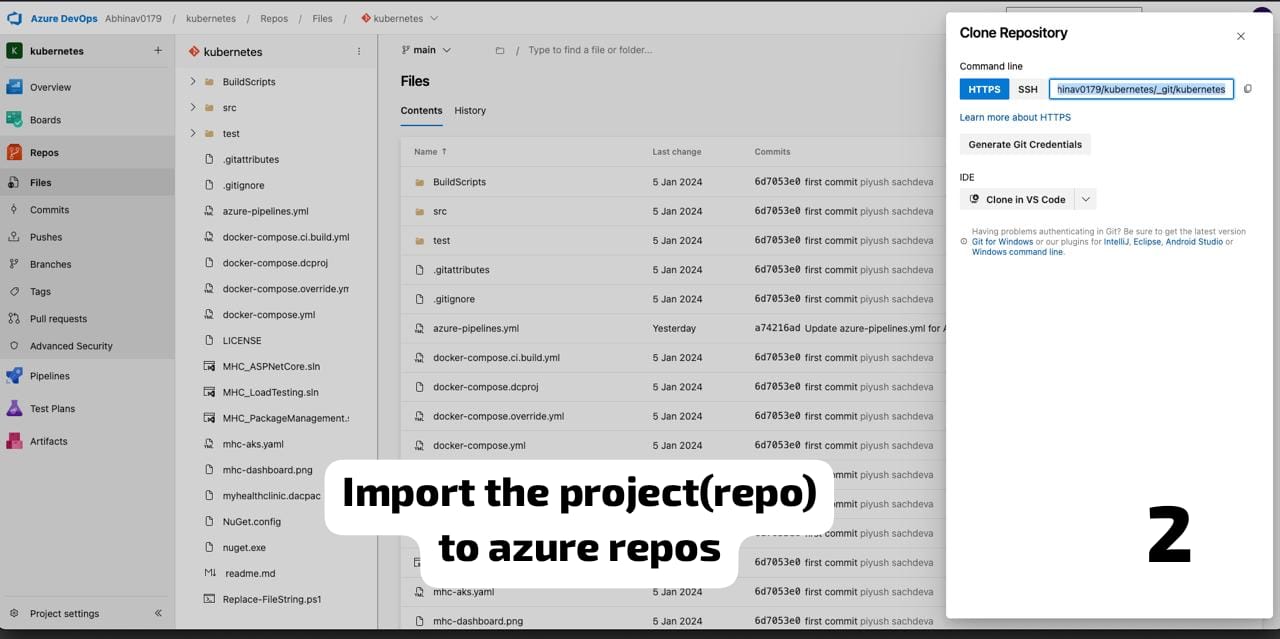 Azure DevOps Abhinav0179 / kubernetes / Repos / Files / kubernetes
K kubernetes +
Overview
Boards
Repos
Files
Commits
Pushes
Branches
Tags
Pull requests
Advanced Security
Pipelines
Test Plans
Artifacts
Project settings
kubernetes
BuildScripts
src
test
.gitattributes
.gitignore
azure-pipelines.yml
docker-compose.ci.build.yml
docker-compose.dcproj
docker-compose.override.ym
docker-compose.yml
LICENSE
MHC_ASPNetCore.sln
MHC_LoadTesting.sln
MHC_PackageManagement.s
mhc-aks.yaml
mhc-dashboard.png
myhealthclinic.dacpac
NuGet.config
nuget.exe
M↓ readme.md
Replace-FileString.ps1
main / Type to find a file or folder...
Files
Contents History
Name ↑ Last change Commits
BuildScripts 5 Jan 2024 6d7053e0 first commit piyush sachdeva
src 5 Jan 2024 6d7053e0 first commit piyush sachdeva
test 5 Jan 2024 6d7053e0 first commit piyush sachdeva
.gitattributes 5 Jan 2024 6d7053e0 first commit piyush sachdeva
.gitignore 5 Jan 2024 6d7053e0 first commit piyush sachdeva
azure-pipelines.yml Yesterday a74216ad Update azure-pipelines.yml for A
docker-compose.ci.build.yml 5 Jan 2024 6d7053e0 first commit piyush sachdeva
docker-compose.dcproj 5 Jan 2024 6d7053e0 first commit piyush sachdeva
docker-compose.override.yml 5 Jan 2024 6d7053e0 first commit piyush sachdeva
docker-compose.yml 5 Jan 2024 6d7053e0 first commit piyush sachdeva
piyush sachdeva
piyush sachdeva
piyush sachdeva
5 Jan 2024 6d7053e0 first commit piyush sachdeva
mhc-aks.yaml 5 Jan 2024 6d7053e0 first commit piyush sachdeva
mhc-dashboard.png 5 Jan 2024 6d7053e0 first commit piyush sachdeva
Import the project(repo)
to azure repos
Clone Repository
Command line
HTTPS SSH hinav0179/kubernetes/_git/kubernetes
Learn more about HTTPS
Generate Git Credentials
IDE
Clone in VS Code
Having problems authenticating in Git? Be sure to get the latest version
Git for Windows or our plugins for IntelliJ, Eclipse, Android Studio or
Windows command line.
2